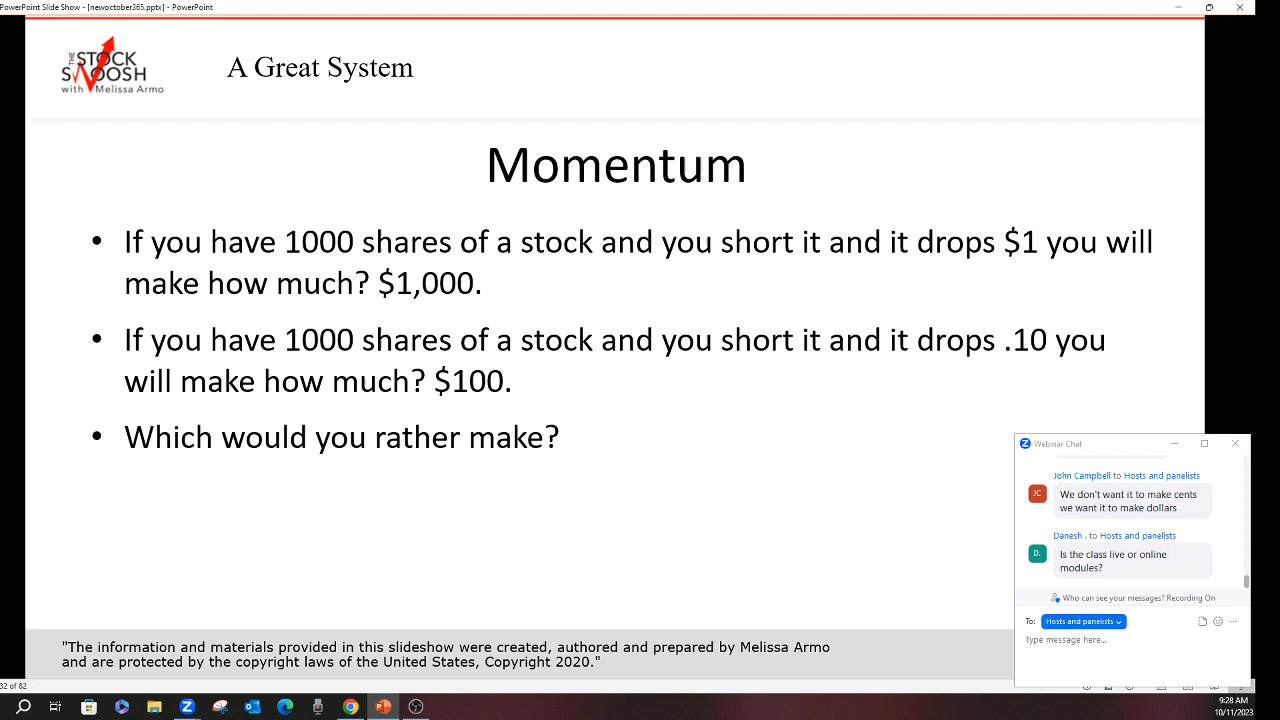 PowerPoint Slide Show - [newoctober365.pptx] - PowerPoint
THE
STOCK
SWOOSH
with Melissa Armo
A Great System
Momentum
• If you have 1000 shares of a stock and you short it and it drops $1 you will
make how much? $1,000.
• If you have 1000 shares of a stock and you short it and it drops .10 you
will make how much? $100.
• Which would you rather make?
Webinar Chat
John Campbell to Hosts and panelists
JC
We don't want it to make cents
we want it to make dollars
Danesh . to Hosts and panelists
D.
Is the class live or online
modules?
Who can see your messages? Recording On
To: Hosts and panelists
Type message here...
"The information and materials provided in this slideshow were created, authored and prepared by Melissa Armo
and are protected by the copyright laws of the United States, Copyright 2020."
32 of 82
9:28 AM
10/11/2023